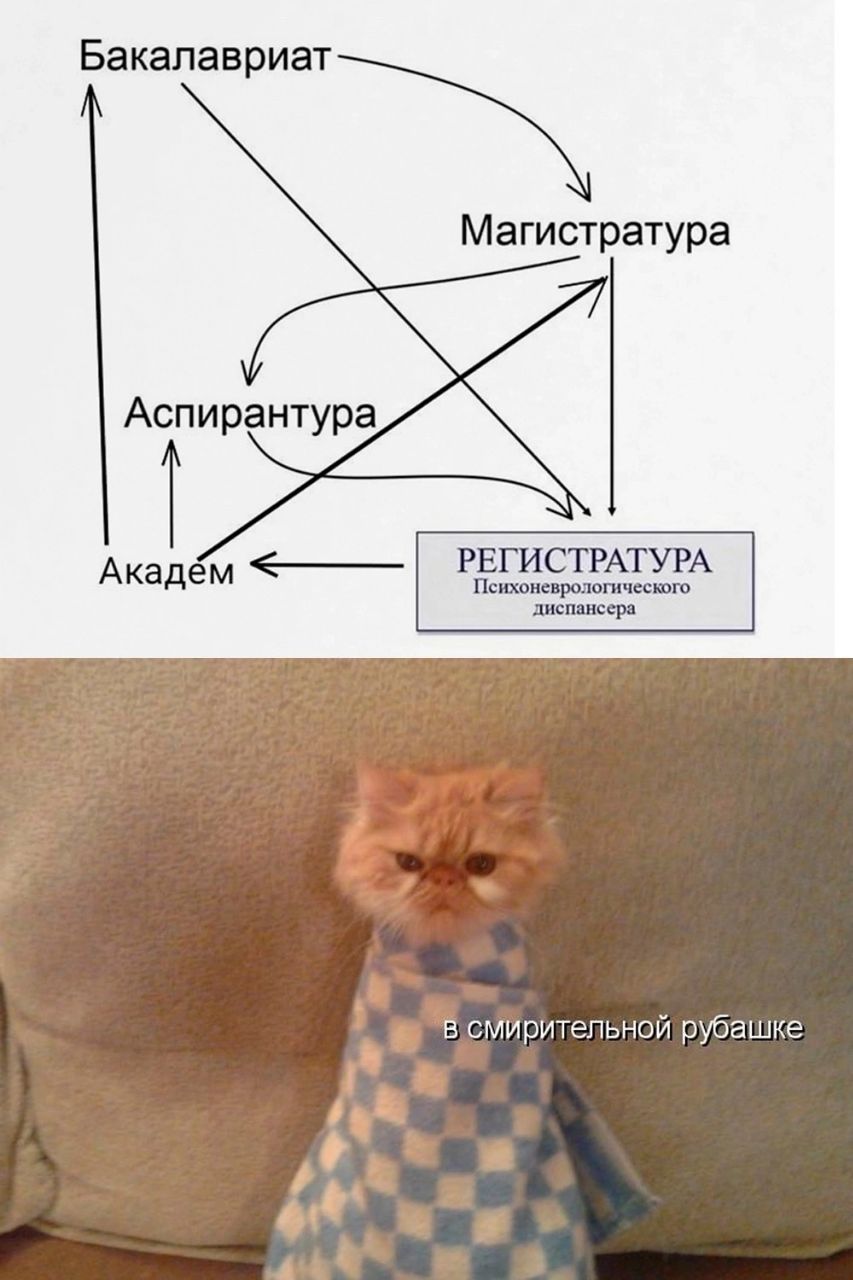 Бакалавриат
Магистратура
Аспирантура
Академ
РЕГИСТРАТУРА
Психоневрологического
диспансера
в смирительной рубашке